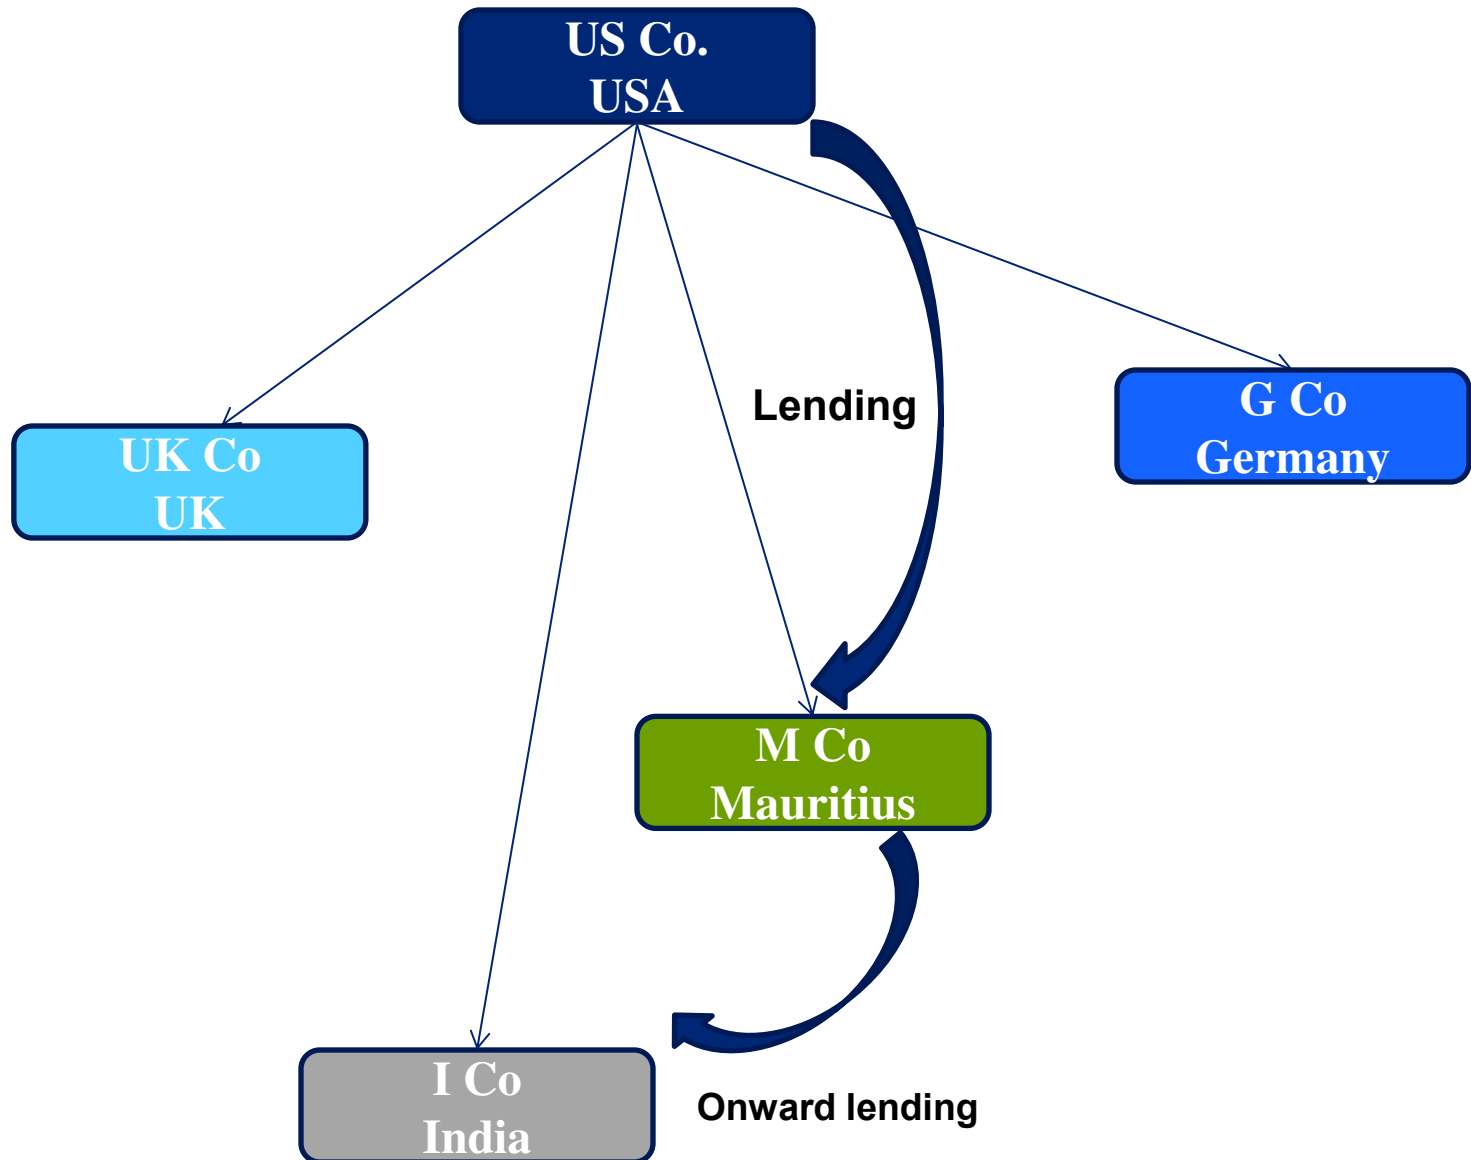 US Co.
USA
Lending
G Co
Germany
UK Co
UK
M Co
Mauritius
I Co
India
Onward lending